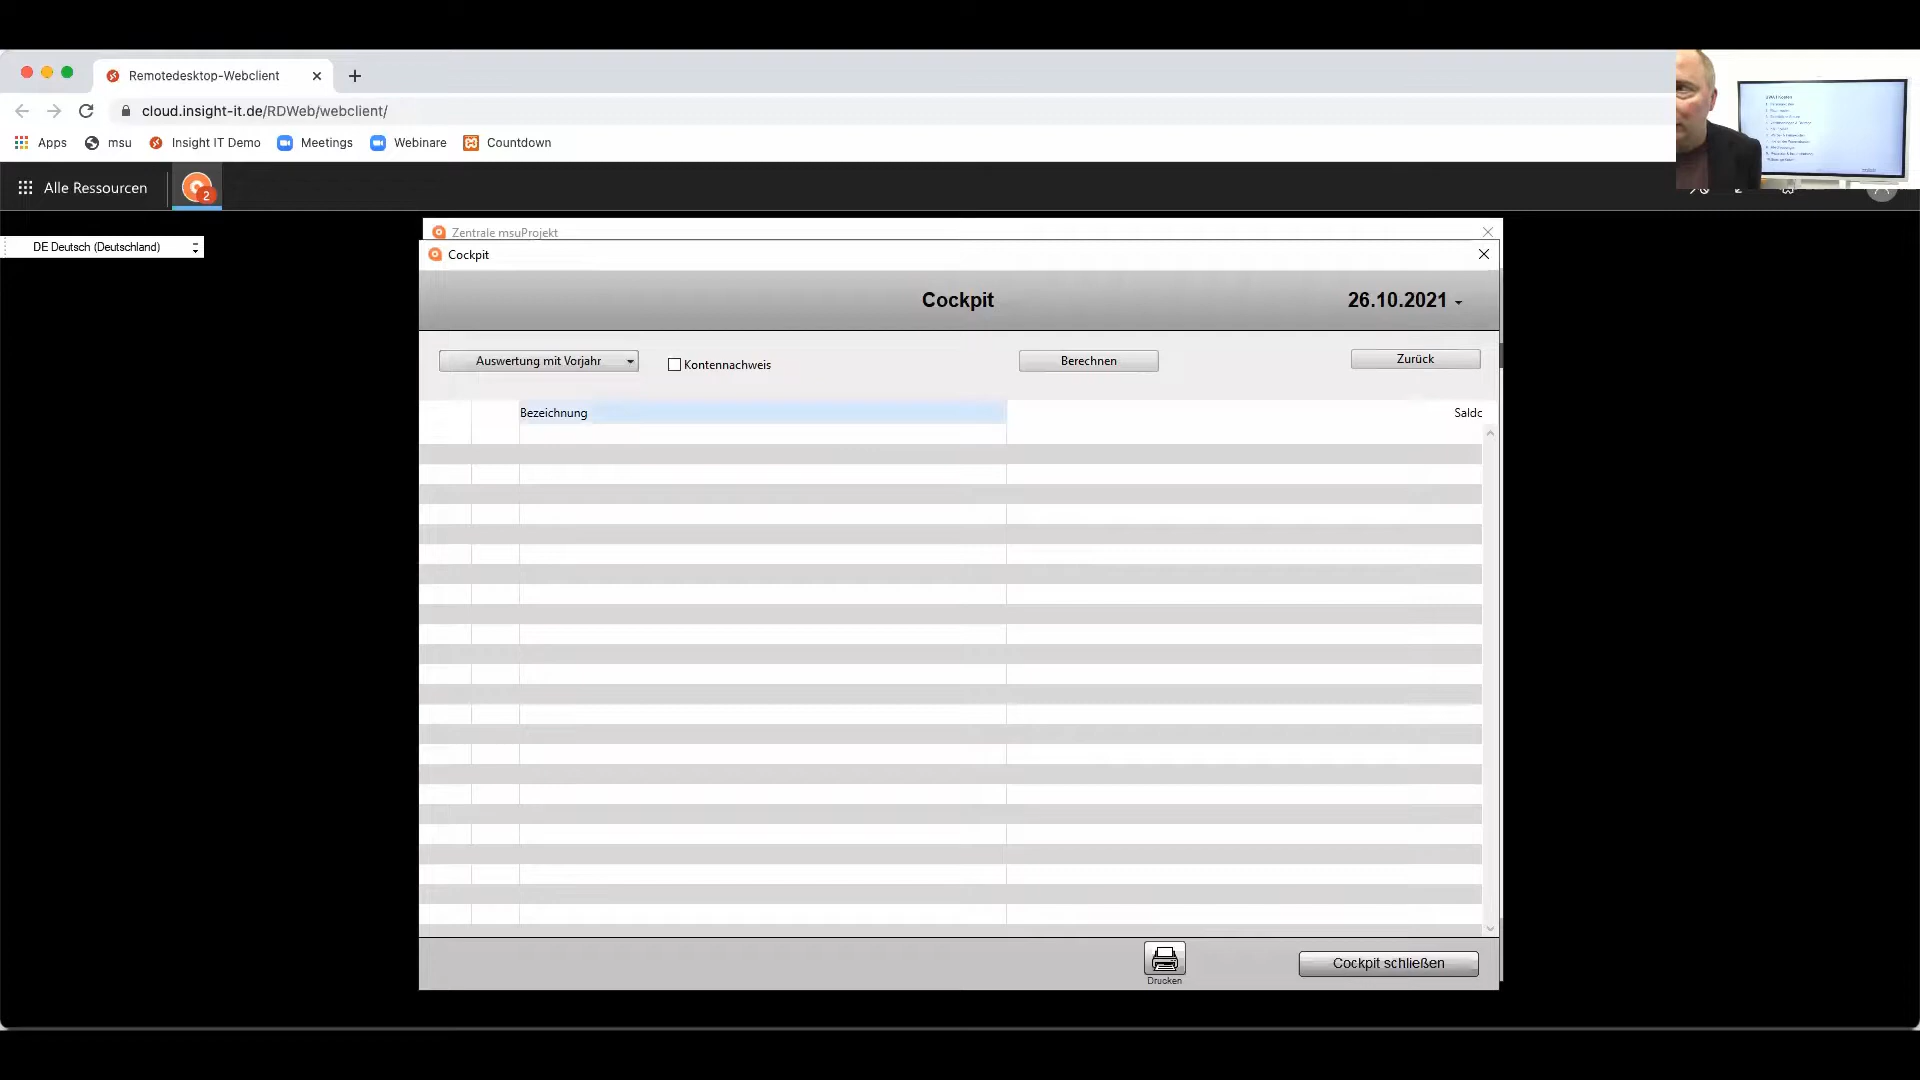 Remotedesktop-Webclient
cloud.insight-it.de/RDWeb/webclient/
Apps
msu
Insight IT Demo
Meetings
Webinare
Countdown
Alle Ressourcen
2
DE Deutsch (Deutschland)
Zentrale msuProjekt
Cockpit
Cockpit
26.10.2021
Auswertung mit Vorjahr
Kontennachweis
Berechnen
Zurück
Bezeichnung
Saldc
Drucken
Cockpit schließen